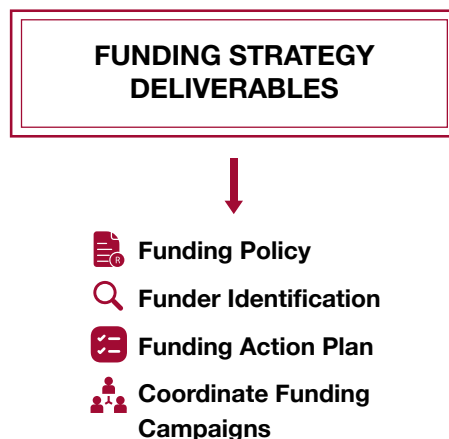 FUNDING STRATEGY
DELIVERABLES
R
Funding Policy
Funder Identification
Funding Action Plan
Coordinate Funding
Campaigns